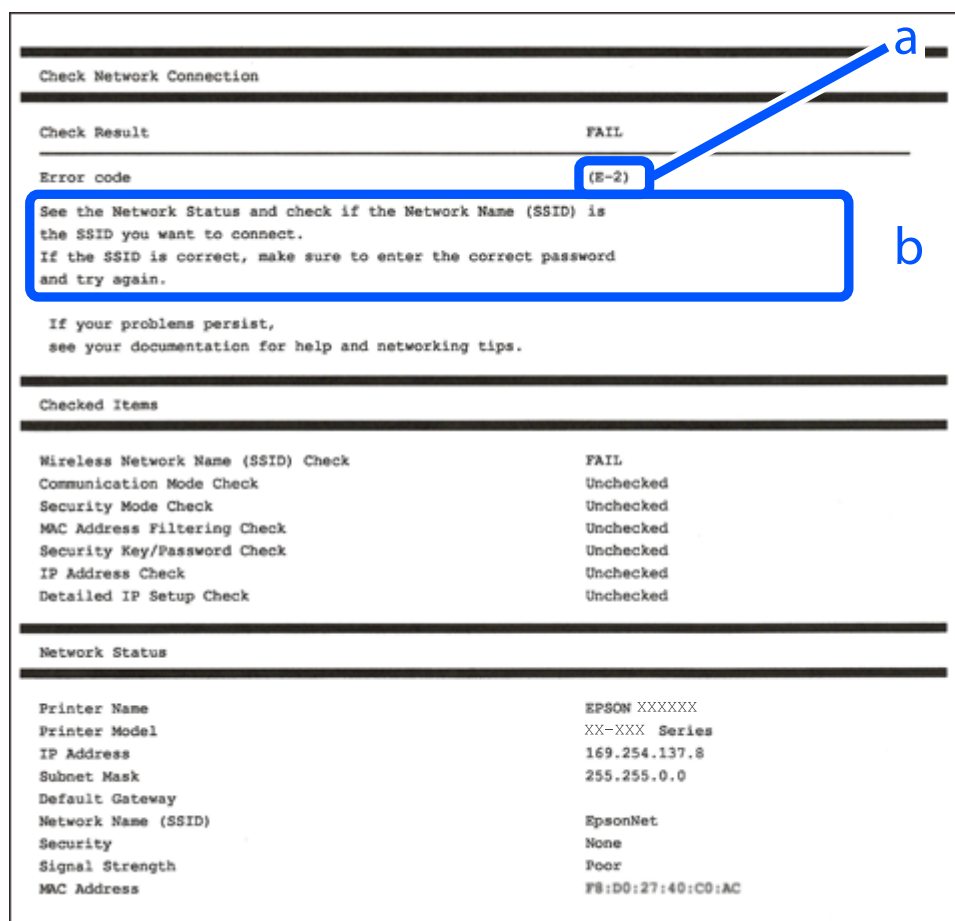 a
Check Network Connection
Check Result FAIL
Error code (E-2)
See the Network Status and check if the Network Name (SSID) is
the SSID you want to connect.
If the SSID is correct, make sure to enter the correct password
and try again.
b
If your problems persist,
see your documentation for help and networking tips.
Checked Items
Wireless Network Name (SSID) Check FAIL
Communication Mode Check Unchecked
Security Mode Check Unchecked
MAC Address Filtering Check Unchecked
Security Key/Password Check Unchecked
IP Address Check Unchecked
Detailed IP Setup Check Unchecked
Network Status
Printer Name EPSON XXXXXX
Printer Model XX-XXX Series
IP Address 169.254.137.8
Subnet Mask 255.255.0.0
Default Gateway
Network Name (SSID) EpsonNet
Security None
Signal Strength Poor
MAC Address F8:D0:27:40:C0:AC